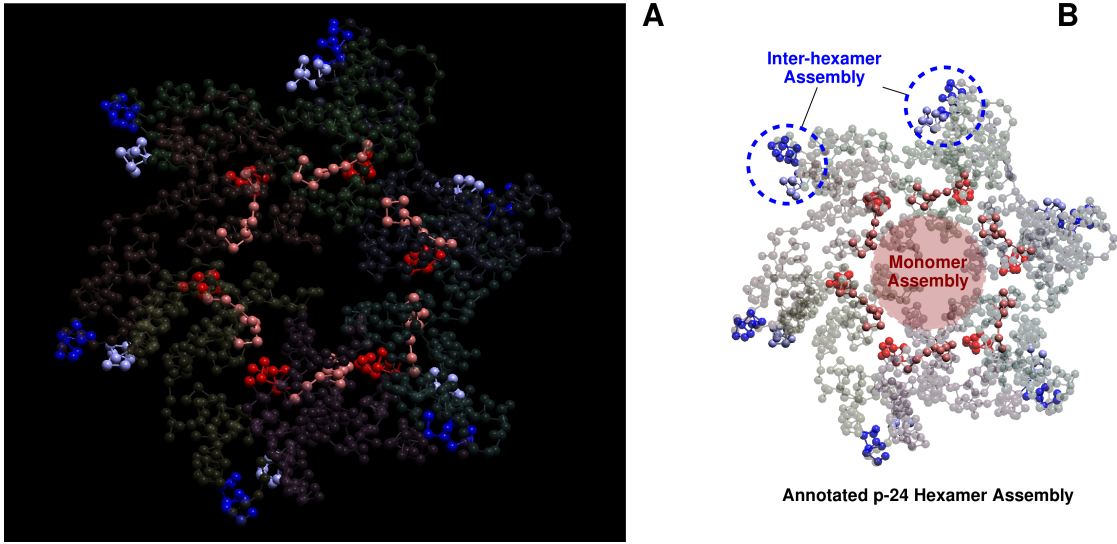 A
B
Inter-hexamer
Assembly
Monomer
Assembly
Annotated p-24 Hexamer Assembly